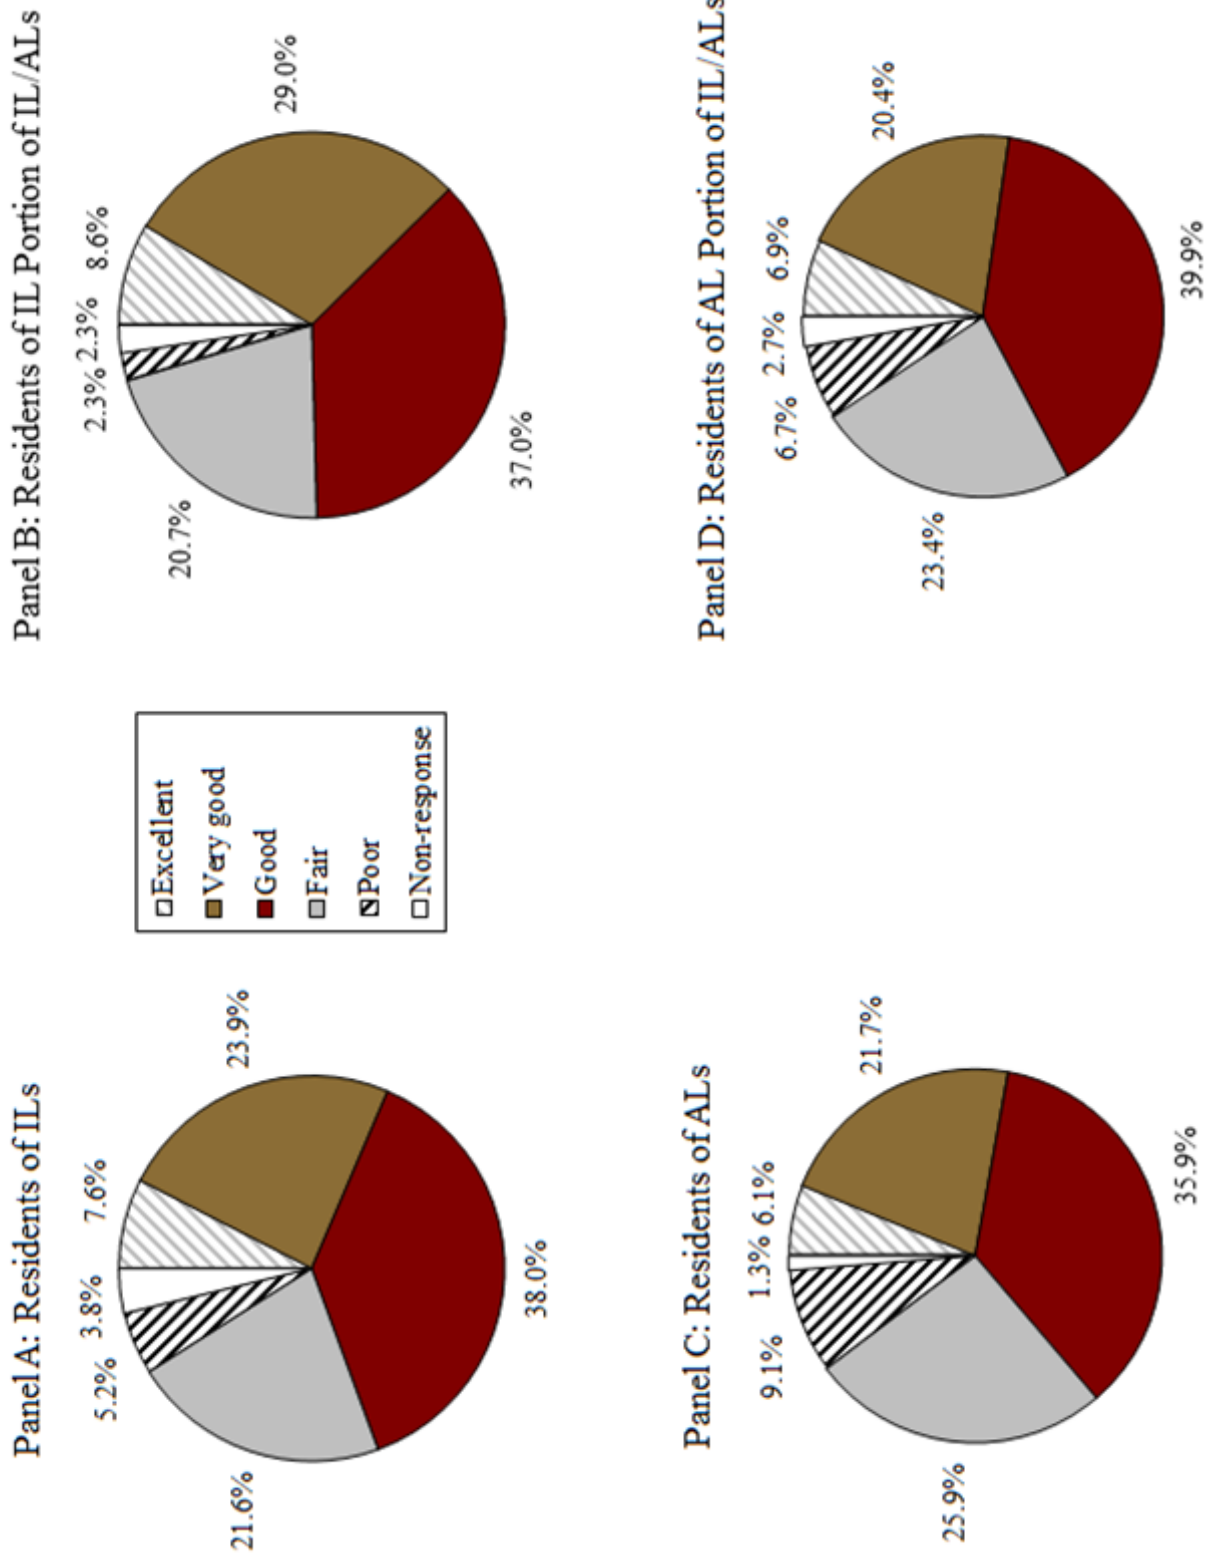 Panel A: Residents of ILs
7.6%
23.9%
38.0%
21.6%
5.2%
3.8%
Excellent
Very good
Good
Fair
Poor
Non-response
Panel B: Residents of IL Portion of IL/ALs
8.6%
29.0%
37.0%
20.7%
2.3%
2.3%
Panel C: Residents of ALs
6.1%
21.7%
35.9%
25.9%
9.1%
1.3%
Panel D: Residents of AL Portion of IL/ALs
6.9%
20.4%
39.9%
23.4%
6.7%
2.7%